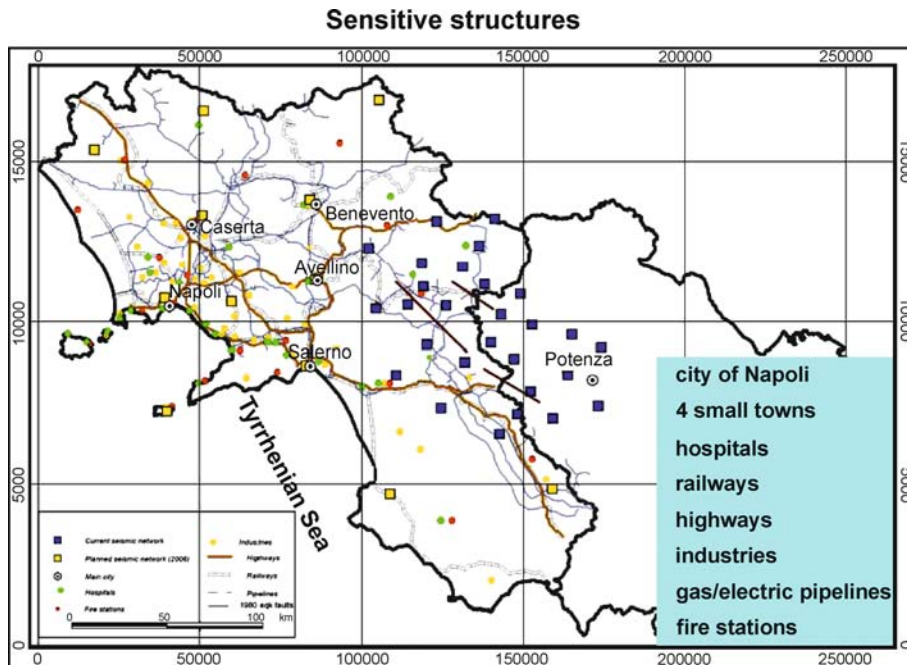 Sensitive structures
0 50000 100000 150000 200000 250000
15000
Benevento
Caserta
Avellino
Napoli
10000
Salerno
Potenza
city of Napoli
4 small towns
hospitals
railways
highways
industries
gas/electric pipelines
fire stations
Tyrrhenian Sea
5000
Current seismic network
Planned seismic network (2006)
Main city
Hospitals
Fire stations
Industries
Highways
Railways
Pipelines
1980 eqk faults
0 50 100 km
0
0 50000 100000 150000 200000 250000
0